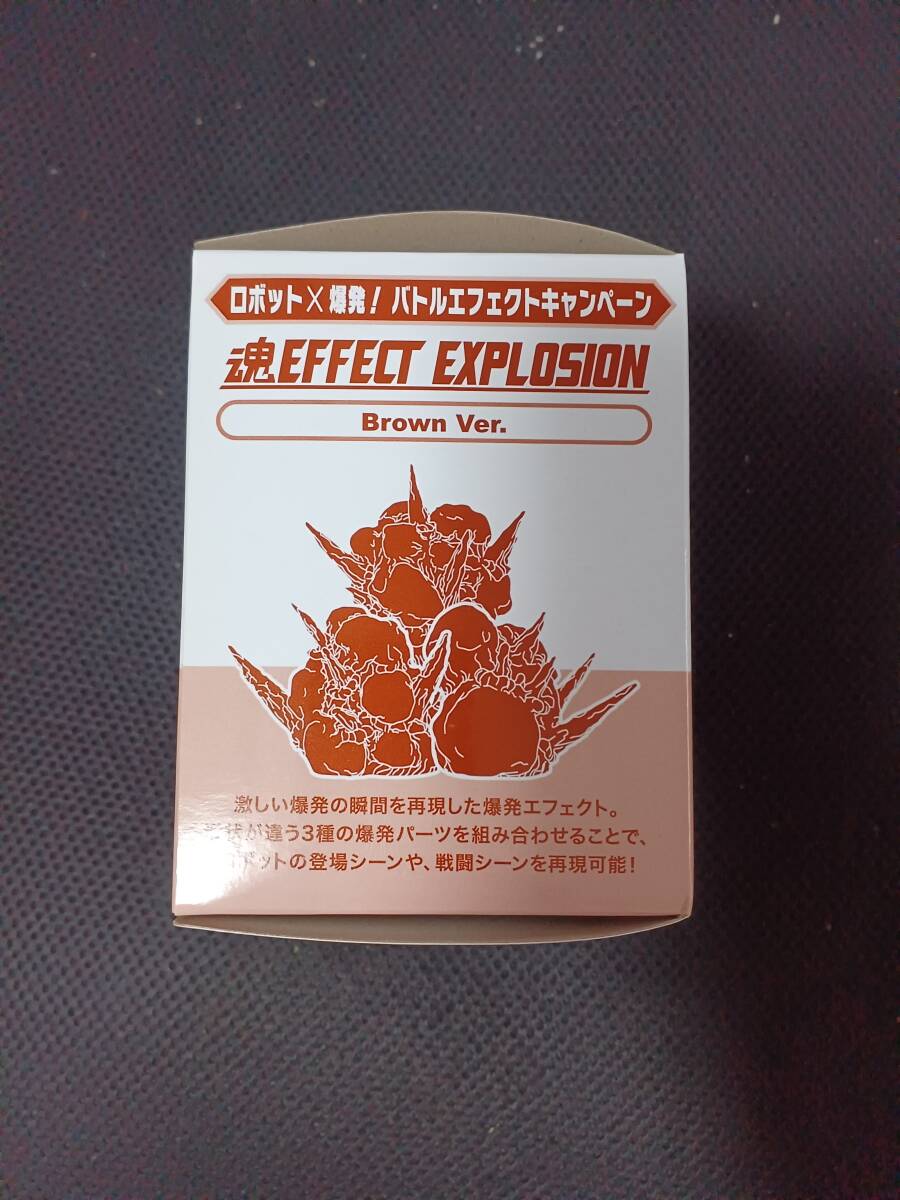 ロボット×爆発!バトルエフェクトキャンペーン
魂EFFECT EXPLOSION
Brown Ver.
激しい爆発の瞬間を再現した爆発エフェクト。
状が違う3種の爆発パーツを組み合わせることで、
ボットの登場シーンや、戦闘シーンを再現可能!